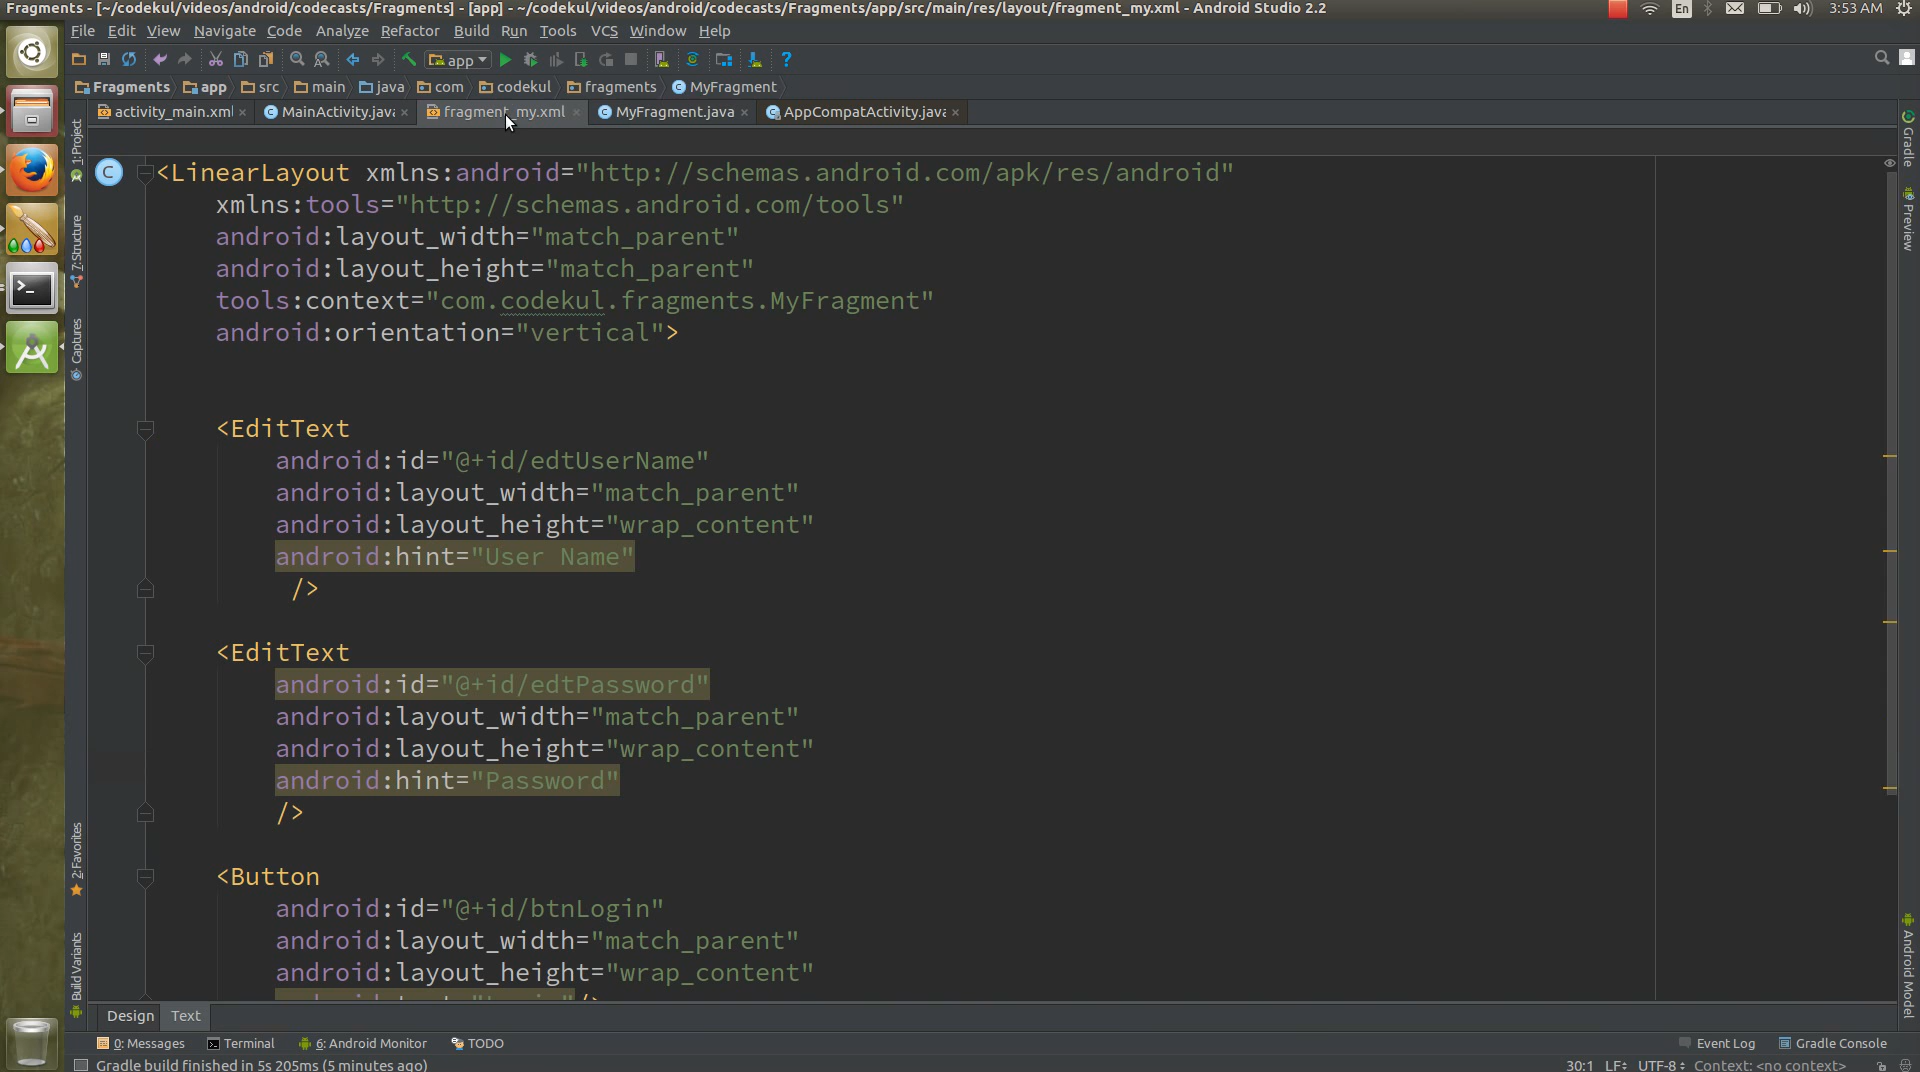 Fragments - [~/codekul/videos/android/codecasts/Fragments] - [app] - ~/codekul/videos/android/codecasts/Fragments/app/src/main/res/layout/fragment_my.xml - Android Studio 2.2
En
3:53 AM
File Edit View Navigate Code Analyze Refactor Build Run Tools VCS Window Help
app
Fragments app src main java com codekul fragments MyFragment
activity_main.xml MainActivity.java fragment_my.xml MyFragment.java AppCompatActivity.java
<LinearLayout xmlns:android="http://schemas.android.com/apk/res/android"
xmlns:tools="http://schemas.android.com/tools"
android:layout_width="match_parent"
android:layout_height="match_parent"
tools:context="com.codekul.fragments.MyFragment"
android:orientation="vertical">
<EditText
android:id="@+id/edtUserName"
android:layout_width="match_parent"
android:layout_height="wrap_content"
android:hint="User Name"
/>
<EditText
android:id="@+id/edtPassword"
android:layout_width="match_parent"
android:layout_height="wrap_content"
android:hint="Password"
/>
<Button
android:id="@+id/btnLogin"
android:layout_width="match_parent"
android:layout_height="wrap_content"
1: Project
7: Structure
Captures
2: Favorites
Build Variants
Gradle
Preview
Android Model
Design Text
0: Messages Terminal 6: Android Monitor TODO Event Log Gradle Console
Gradle build finished in 5s 205ms (5 minutes ago) 30:1 LF÷ UTF-8÷ Context: <no context>